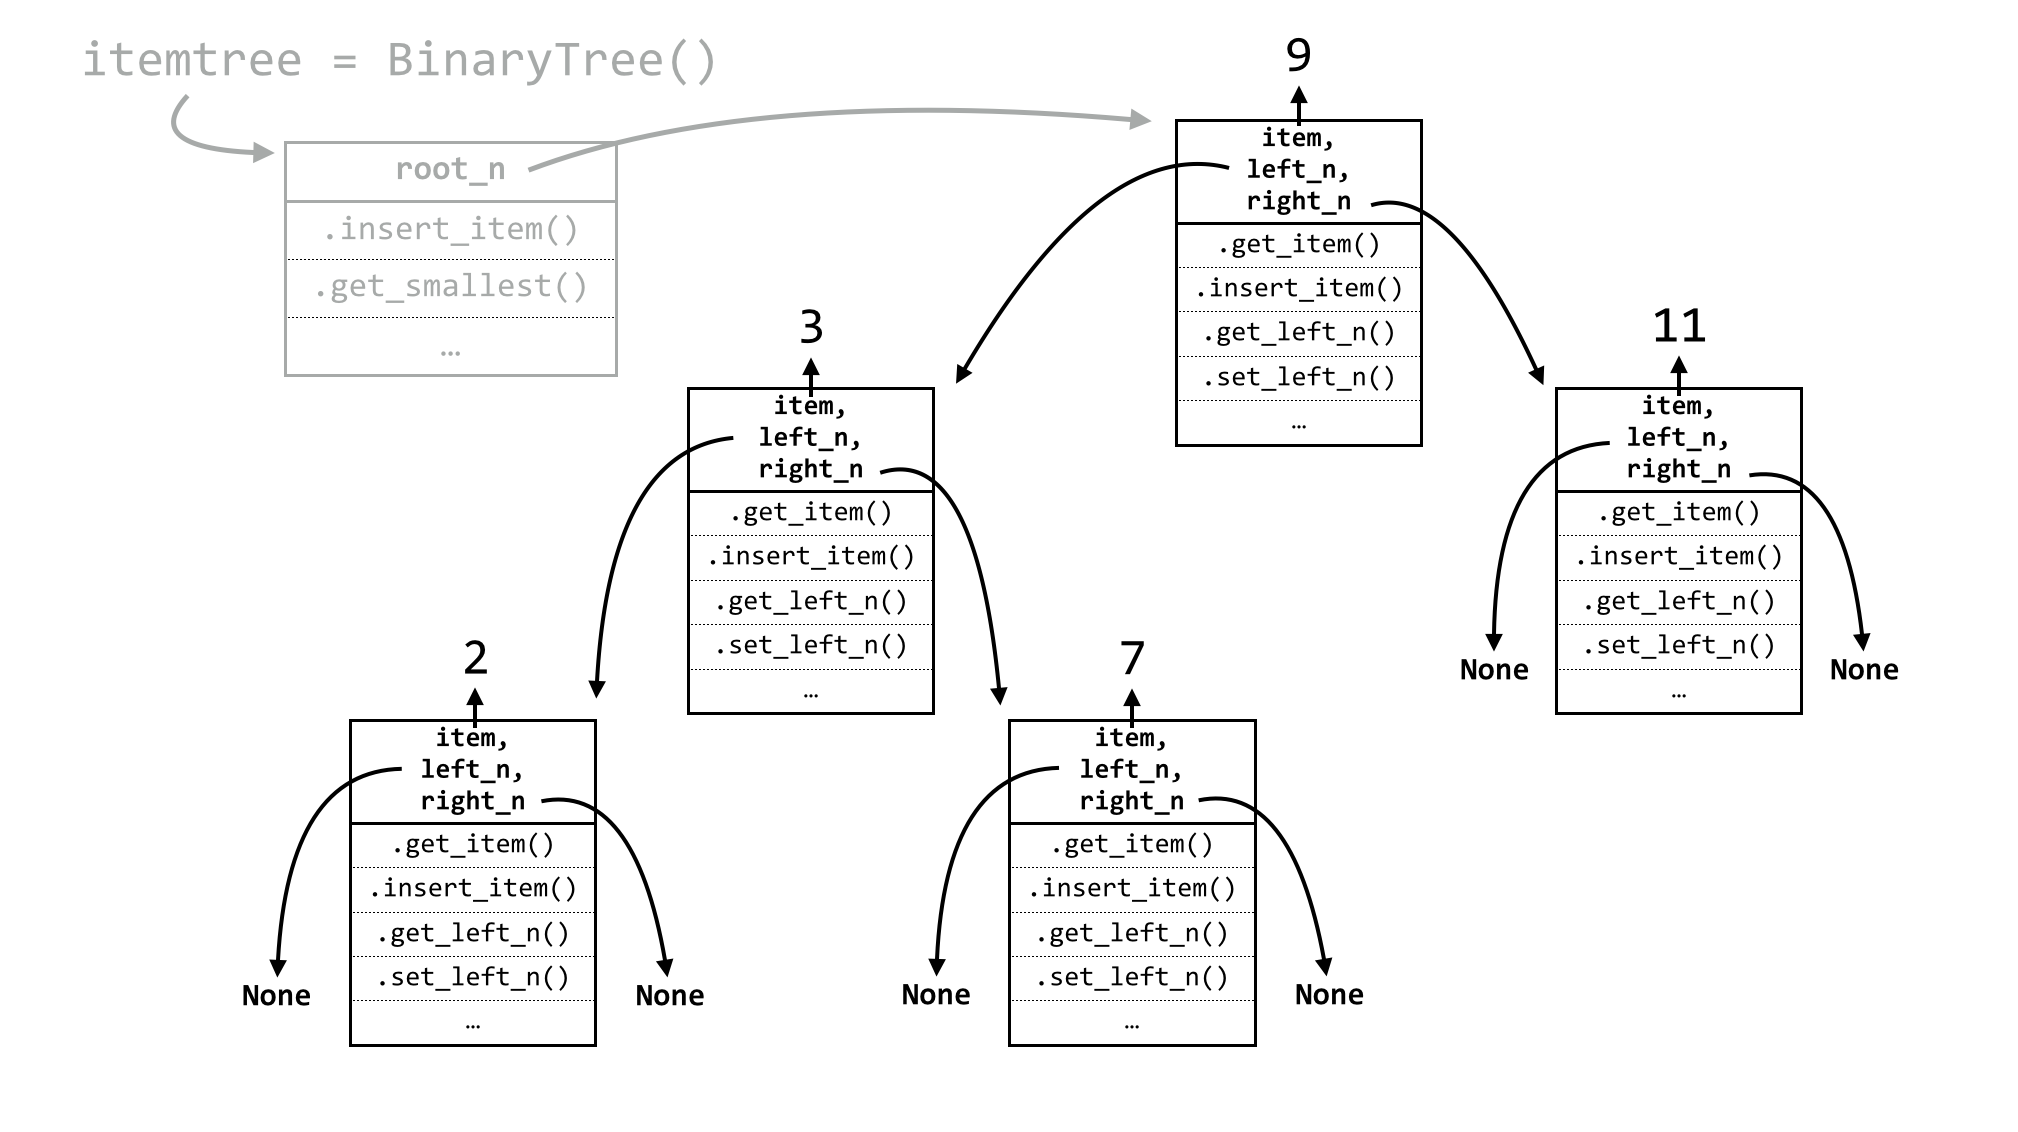 itemtree = BinaryTree()
root_n
.insert_item()
.get_smallest()
…
9
item,
left_n,
right_n
.get_item()
.insert_item()
.get_left_n()
.set_left_n()
…
3
item,
left_n,
right_n
.get_item()
.insert_item()
.get_left_n()
.set_left_n()
…
11
item,
left_n,
right_n
.get_item()
.insert_item()
.get_left_n()
.set_left_n()
…
None
None
2
item,
left_n,
right_n
.get_item()
.insert_item()
.get_left_n()
.set_left_n()
…
None
None
7
item,
left_n,
right_n
.get_item()
.insert_item()
.get_left_n()
.set_left_n()
…
None
None